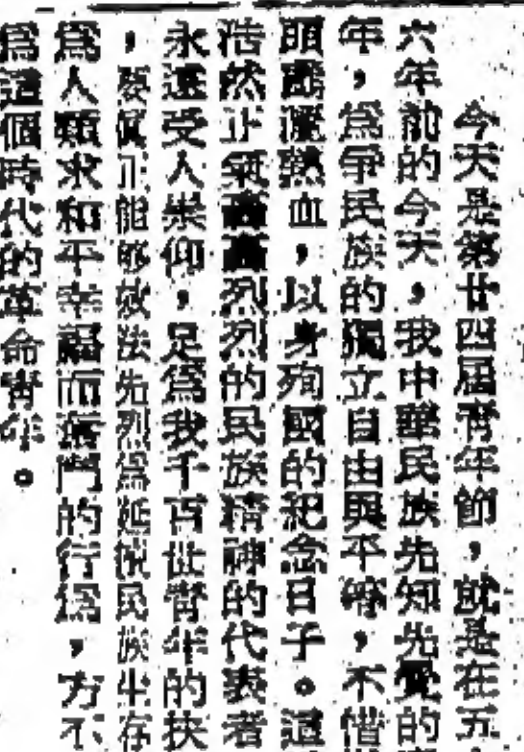 今天是第廿四屆青年節，就是在五
六年前的今天，我中華民族先知先覺的
年，爲爭民族的獨立自由與平等，不惜
頭顱灑熱血，以身殉國的紀念日子。這
浩然正氣轟轟烈烈的民族精神的代表者
永遠受人崇仰，足爲我千百世青年的扶
，要眞正能够效法先烈爲延續民族生存
爲人類求和平幸福而奮鬥的行爲，方不
爲這個時代的革命青年。